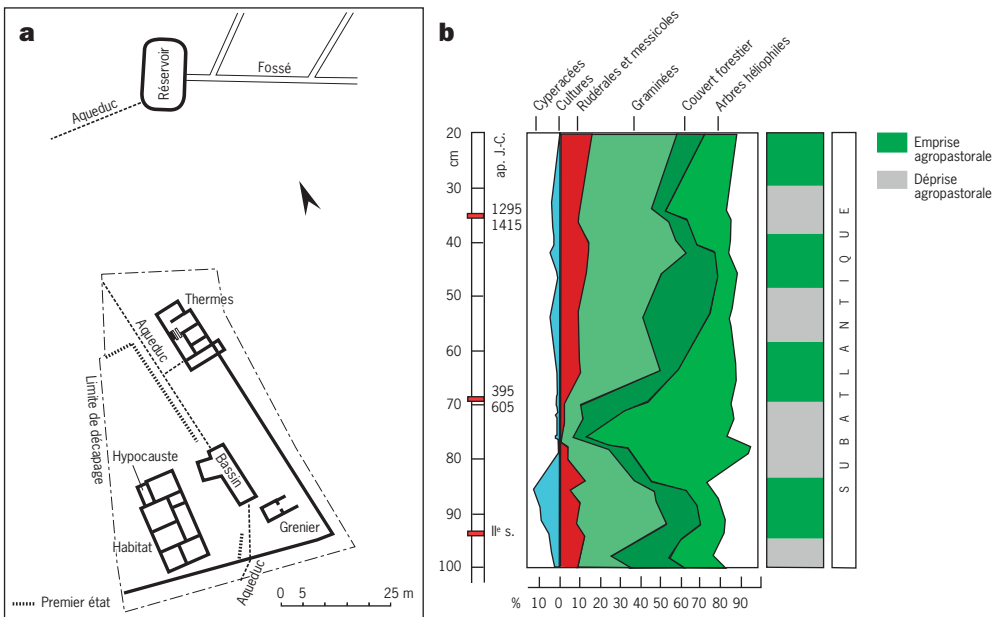 a
Réservoir
Fossé
Aqueduc
Thermes
Aqueduc
Limite de décapage
Hypocauste
Bassin
Habitat
Grenier
Aqueduc
Premier état
0 5 25 m
b
Cyperacées
Cultures
Rudérales et messicoles
Graminées
Couvert forestier
Arbres héliophiles
20
cm
30
40
50
60
70
80
90
100
ap. J.-C.
1295
1415
395
605
IIe s.
% 10 0 10 20 30 40 50 60 70 80 90
SUBATLANTIQUE
Emprise
agropastorale
Déprise
agropastorale